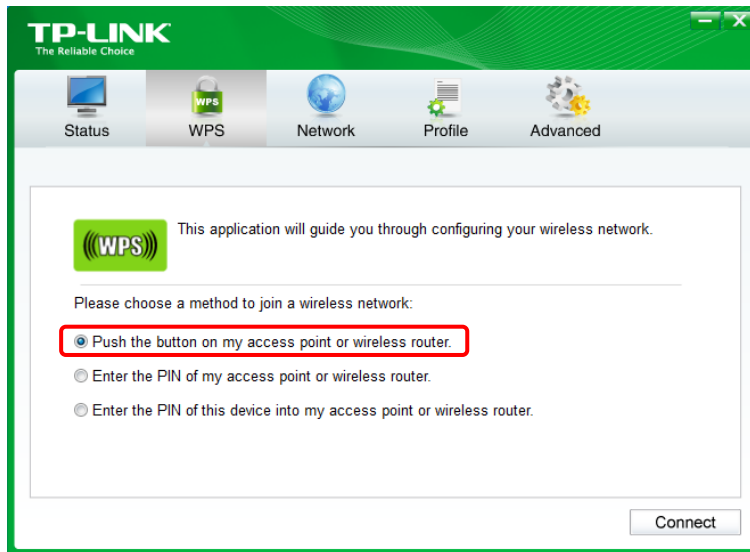 TP-LINK
The Reliable Choice
Status WPS Network Profile Advanced
WPS
This application will guide you through configuring your wireless network.
(((WPS)))
Please choose a method to join a wireless network:
Push the button on my access point or wireless router.
Enter the PIN of my access point or wireless router.
Enter the PIN of this device into my access point or wireless router.
Connect